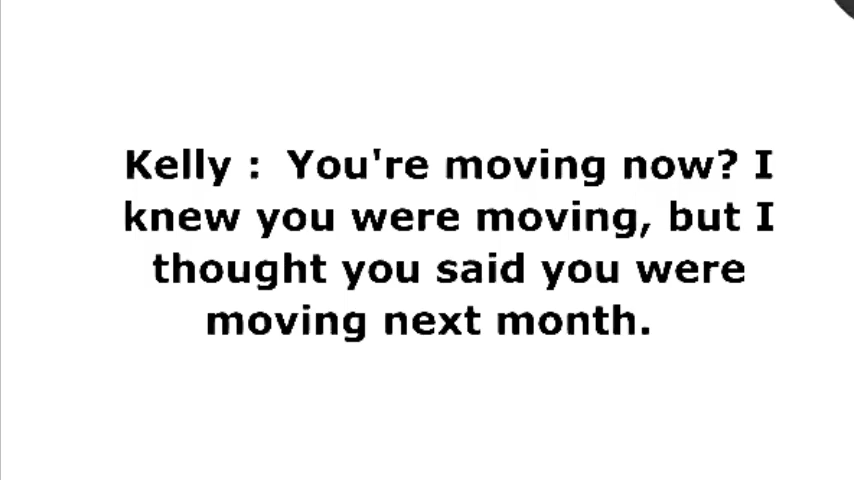 Kelly :  You're moving now? I
knew you were moving, but I
thought you said you were
moving next month.